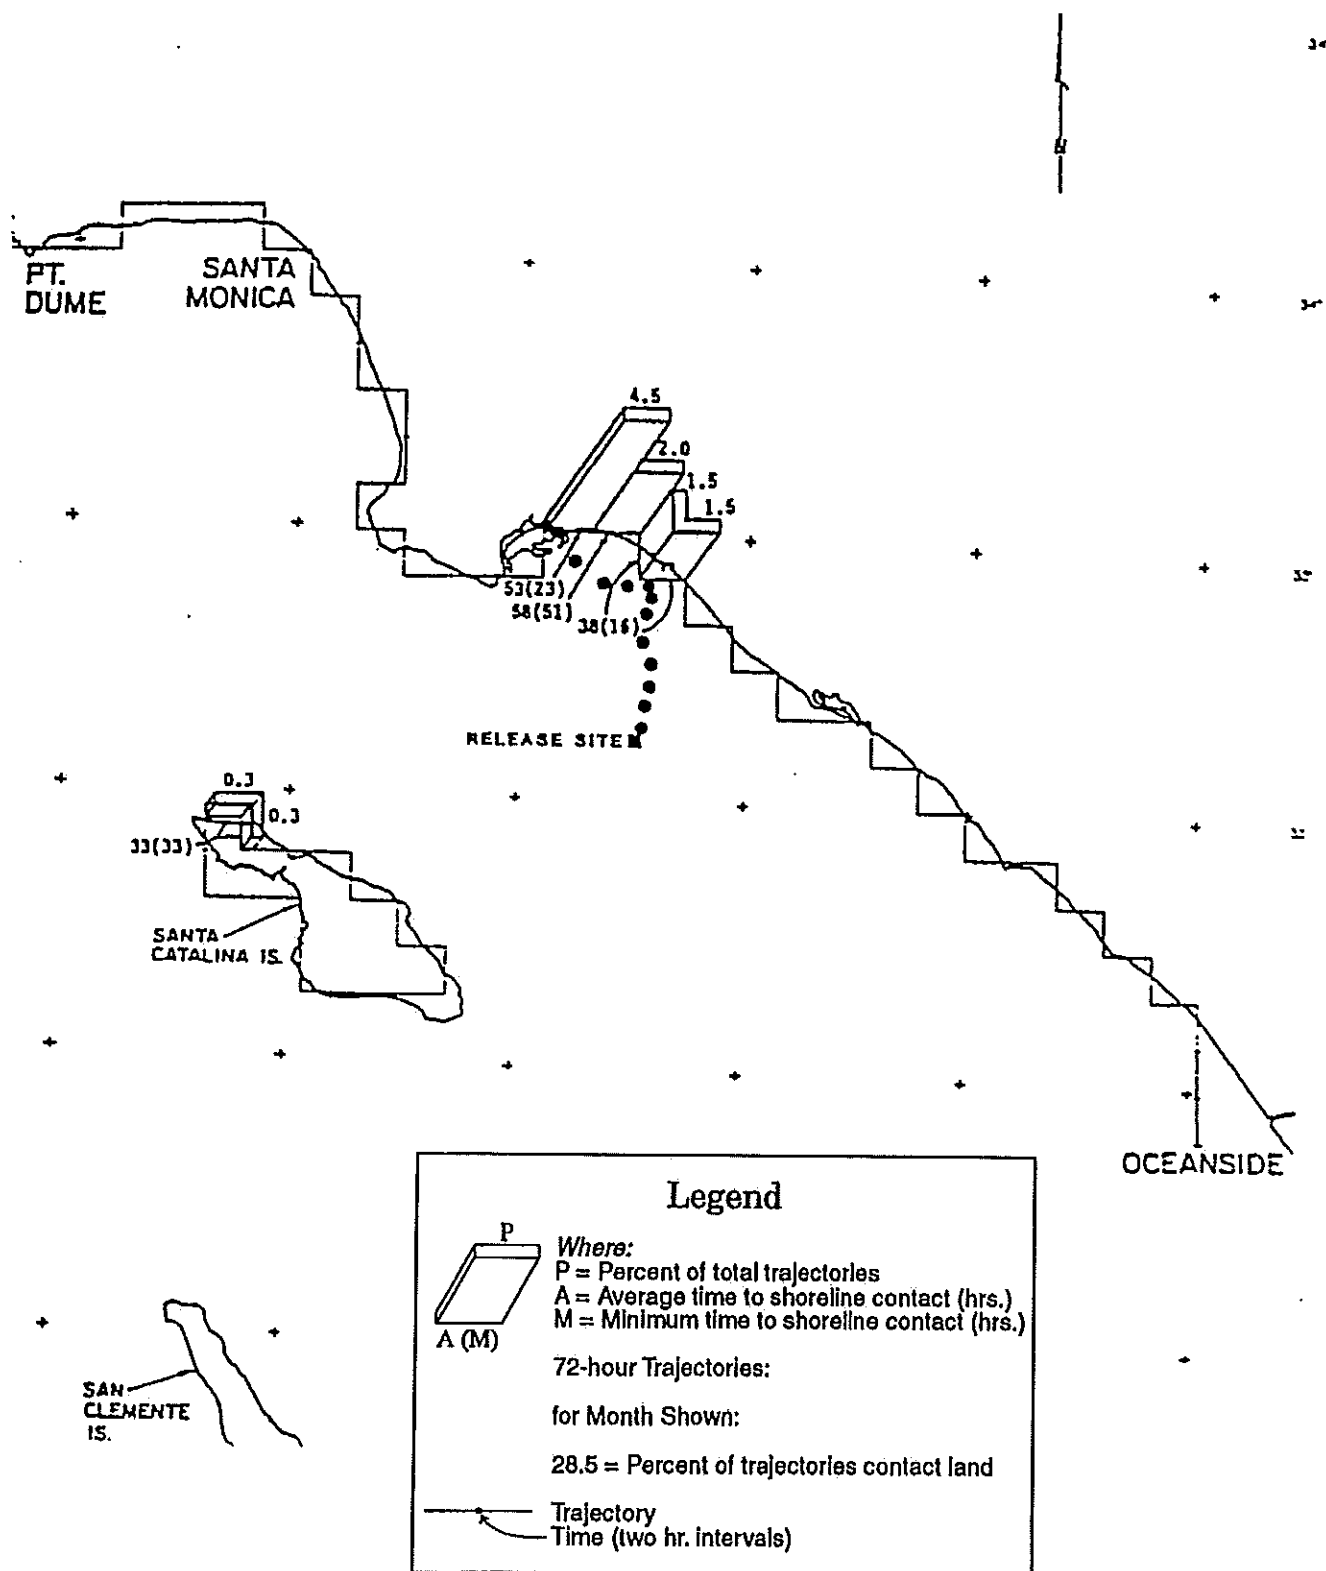 PT.
DUME
SANTA
MONICA
4.5
2.0
1.5
1.5
53(23)
58(51)
38(16)
RELEASE SITE
0.3
0.3
33(33)
SANTA
CATALINA IS.
OCEANSIDE
SAN
CLEMENTE
IS.
Legend
P
Where:
P = Percent of total trajectories
A = Average time to shoreline contact (hrs.)
M = Minimum time to shoreline contact (hrs.)
A (M)
72-hour Trajectories:
for Month Shown:
28.5 = Percent of trajectories contact land
Trajectory
Time (two hr. intervals)